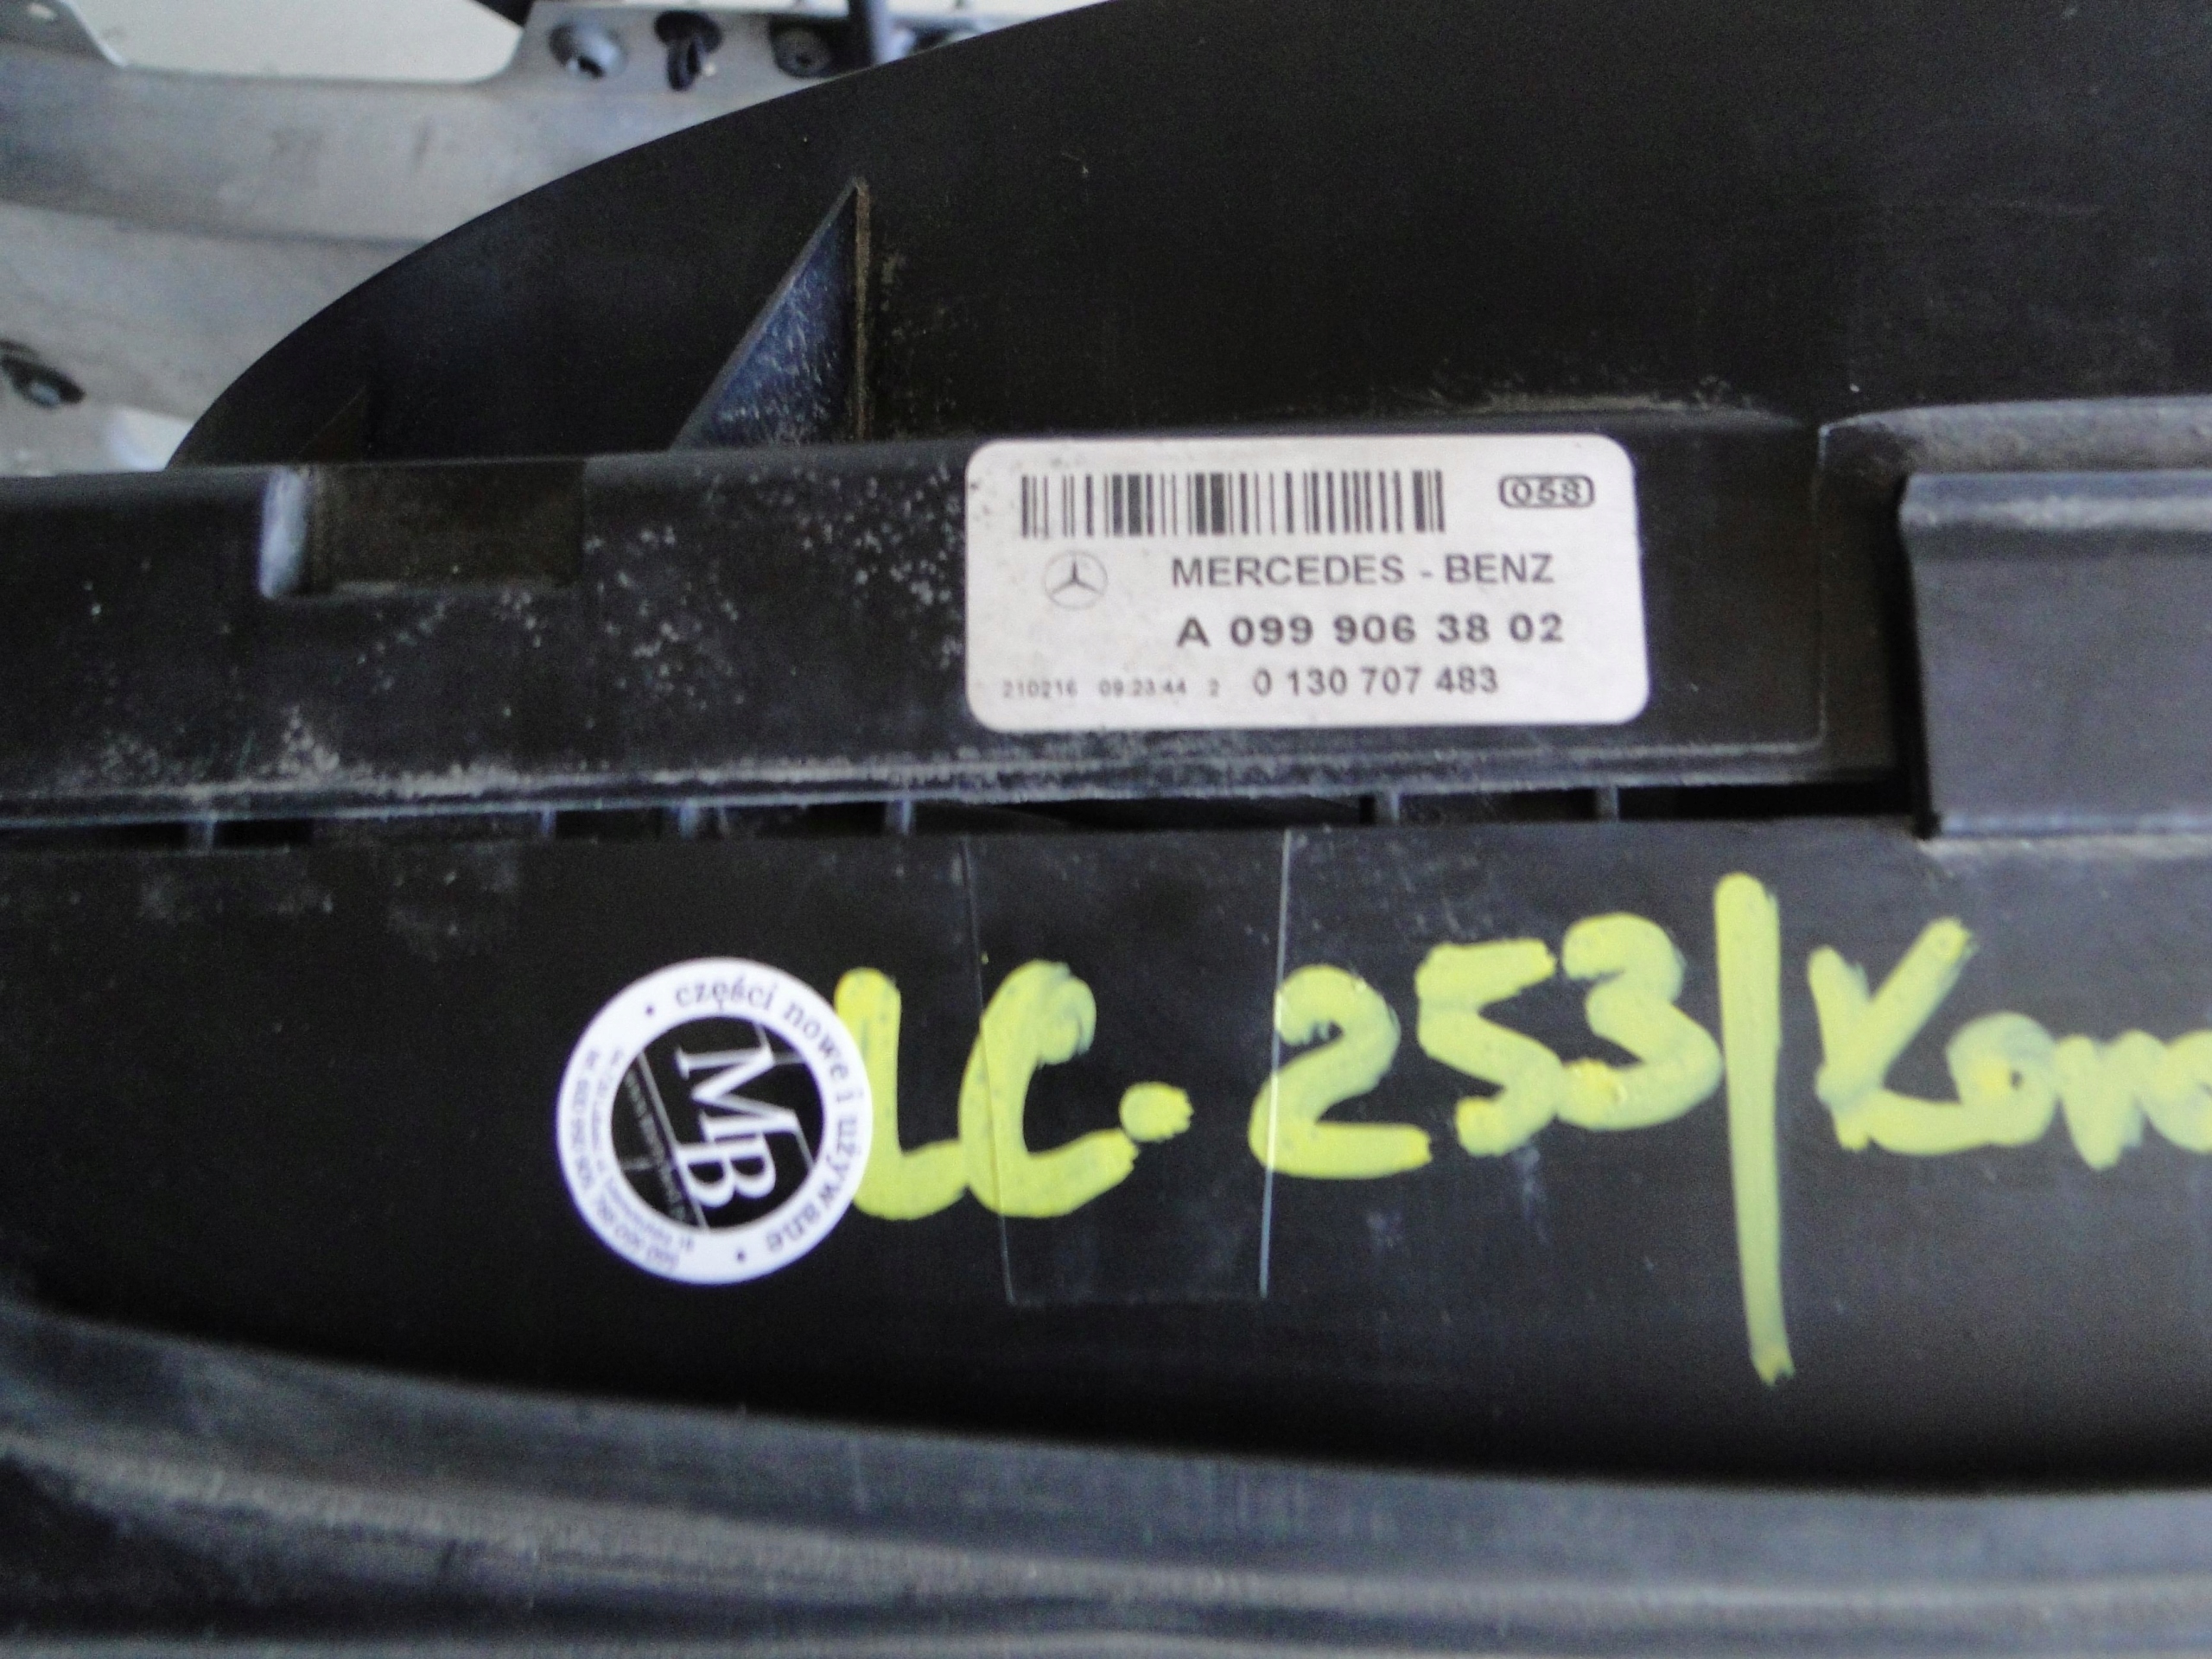 058
MERCEDES - BENZ
A 099 906 38 02
210216 09:23:44 2 0 130 707 483
LC. 253/
• części nowe i używane •
MB